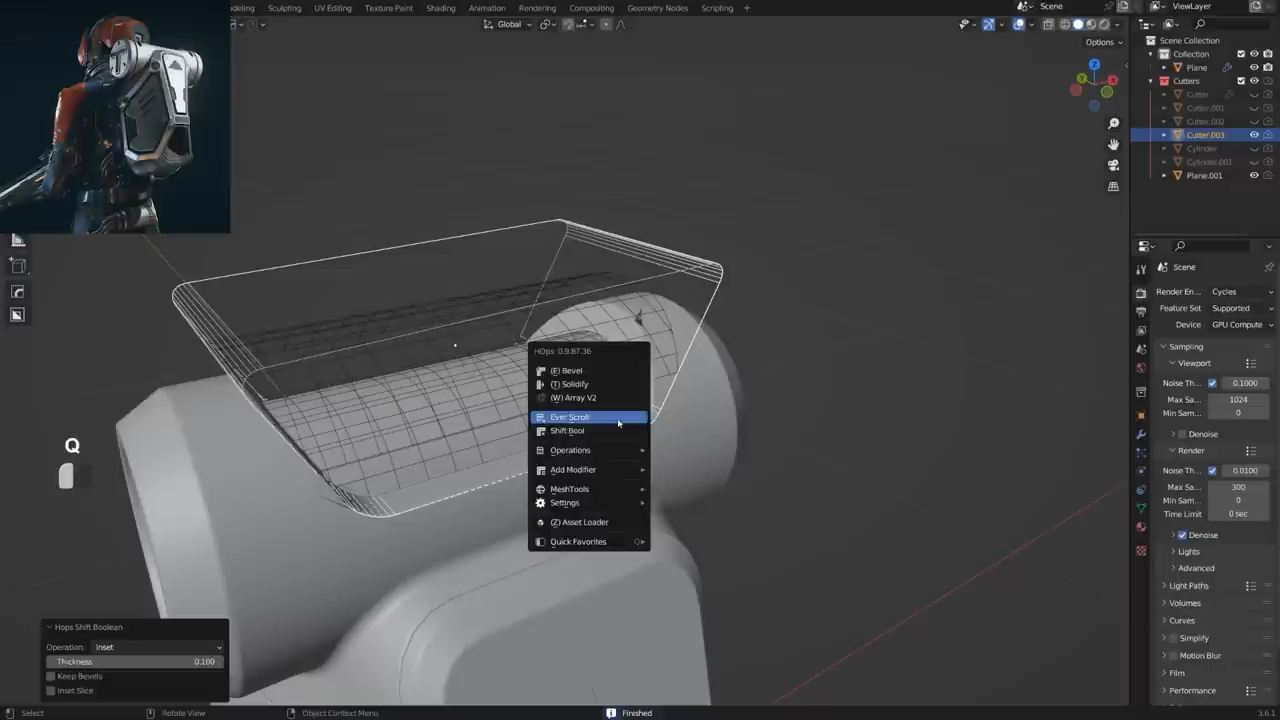 deling Sculpting UV Editing Texture Paint Shading Animation Rendering Compositing Geometry Nodes Scripting +
Scene
ViewLayer
Global
Options
Scene Collection
Collection
Plane
Cutters
Cutter
Cutter.001
Cutter.002
Cutter.003
Cylinder
Cylinder.001
Plane.001
Z
Y
X
Scene
Render En... Cycles
Feature Set Supported
Device GPU Compute
Sampling
Viewport
Noise Th... 0.1000
Max Sa... 1024
Min Sam... 0
Denoise
Render
Noise Th... 0.0100
Max Sa... 300
Min Sam... 0
Time Limit 0 sec
Denoise
Lights
Advanced
Light Paths
Volumes
Curves
Simplify
Motion Blur
Film
Performance
HOps: 0.9.87.36
(E) Bevel
(T) Solidify
(W) Array V2
Ever Scroll
Shift Bool
Operations
Add Modifier
MeshTools
Settings
(Z) Asset Loader
Quick Favorites Q
Q
Hops Shift Boolean
Operation: Inset
Thickness 0.100
Keep Bevels
Inset Slice
Select Rotate View Object Context Menu Finished 3.6.1